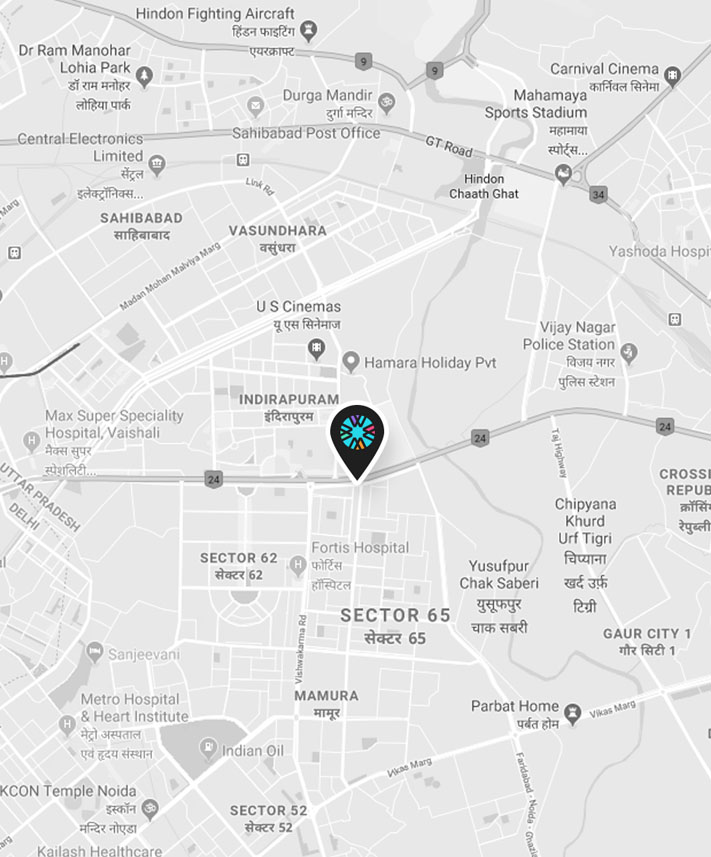 Hindon Fighting Aircraft
हिंडन फाइटिंग
एयरक्राफ्ट
Dr Ram Manohar
Lohia Park
डॉ राम मनोहर
लोहिया पार्क
9
9
Carnival Cinema
कार्निवल सिनेमा
Durga Mandir
दुर्गा मन्दिर
Mahamaya
Sports Stadium
महामाया
स्पोर्ट्स...
Sahibabad Post Office
Central Electronics
Limited
सेंट्रल
इलेक्ट्रॉनिक्स...
GT Road
Hindon
Chaath Ghat
34
Link Rd
Marg
SAHIBABAD
साहिबाबाद
VASUNDHARA
वसुंधरा
Yashoda Hospi
Madan Mohan Malviya Marg
U S Cinemas
यू एस सिनेमाज
Vijay Nagar
Police Station
विजय नगर
पुलिस स्टेशन
H
Hamara Holiday Pvt
INDIRAPURAM
इंदिरापुरम
Max Super Speciality
Hospital, Vaishali
मैक्स सुपर
स्पेशलिटी...
H
24
24
24
Taj Highway
UTTAR PRADESH
DELHI
CROSSI
REPUB
क्रॉसिं
रेपुब्ली
Chipyana
Khurd
Urf Tigri
चिप्याना
खर्द उर्फ़
टिग्री
SECTOR 62
सेक्टर 62
Fortis Hospital
फोर्टिस
हॉस्पिटल
H
Yusufpur
Chak Saberi
युसूफपुर
चाक सबरी
SECTOR 65
सेक्टर 65
GAUR CITY 1
गौर सिटी 1
Vishwakarma Rd
Sanjeevani
MAMURA
मामूर
Metro Hospital
& Heart Institute
मेट्रो अस्पताल
एवं हृदय संस्थान
H
Parbat Home
पर्बत होम
Vikas Marg
Indian Oil
Vikas Marg
KCON Temple Noida
इस्कॉन
मन्दिर नोएडा
SECTOR 52
सेक्टर 52
Faridabad - Noida - Ghazia
Kailash Healthcare